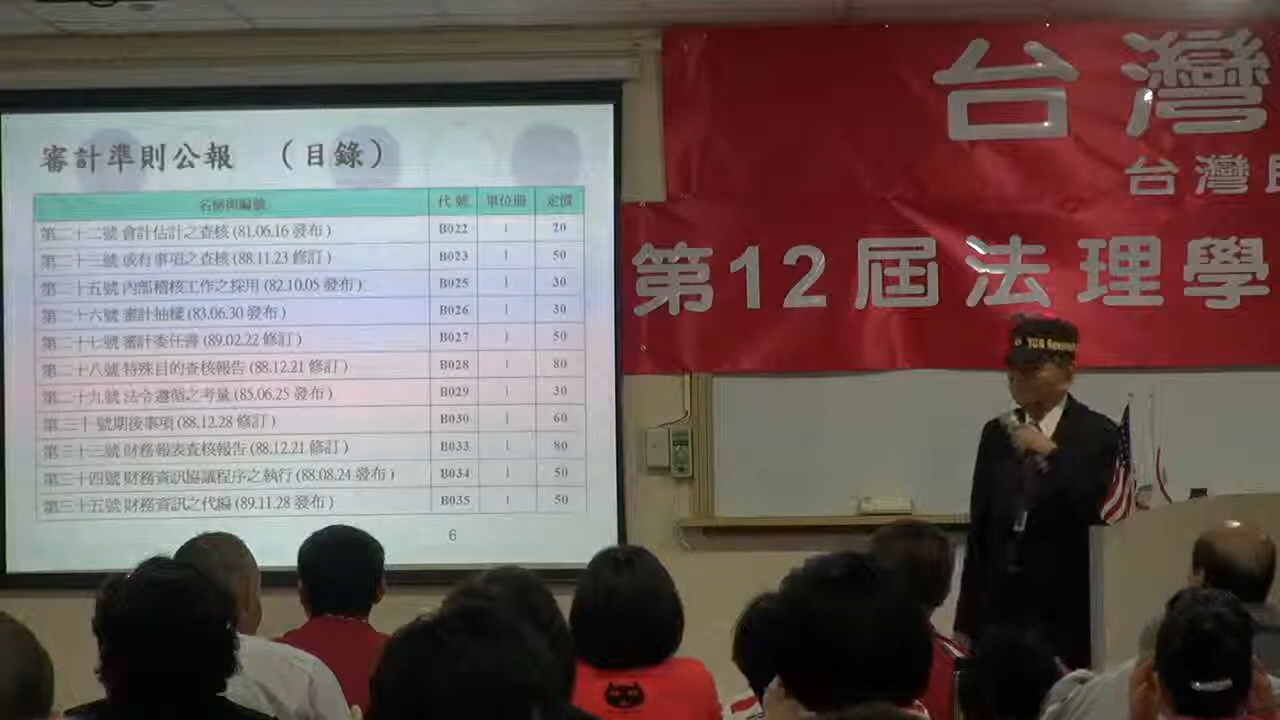 審計準則公報 （目錄）
名稱與編號 代 號 單位冊 定價
第二十二號 會計估計之查核 (81.06.16 發布) B022 1 20
第二十三號 或有事項之查核 (88.11.23 修訂) B023 1 50
第二十五號 內部稽核工作之採用 (82.10.05 發布) B025 1 30
第二十六號 審計抽樣 (83.06.30 發布) B026 1 30
第二十七號 審計委任書 (89.02.22 修訂) B027 1 50
第二十八號 特殊目的查核報告 (88.12.21 修訂) B028 1 80
第二十九號 法令遵循之考量 (85.06.25 發布) B029 1 30
第三十號 期後事項 (88.12.28 修訂) B030 1 60
第三十三號 財務報表查核報告 (88.12.21 修訂) B033 1 80
第三十四號 財務資訊協議程序之執行 (88.08.24 發布) B034 1 50
第三十五號 財務資訊之代編 (89.11.28 發布) B035 1 50
6
台灣
台灣民
第12屆法理學
TCG